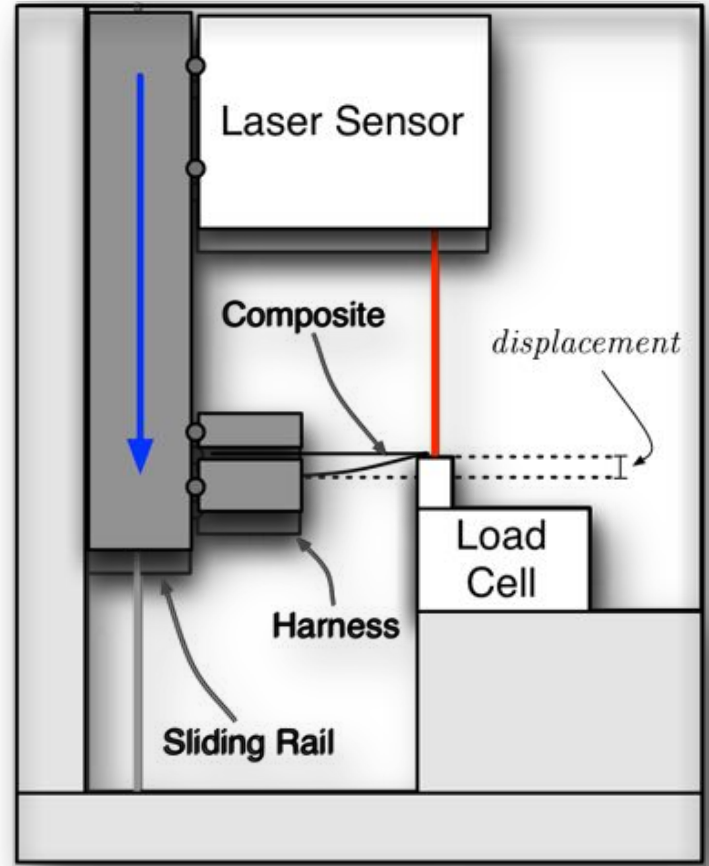 Laser Sensor
Composite
displacement
Load
Cell
Harness
Sliding Rail